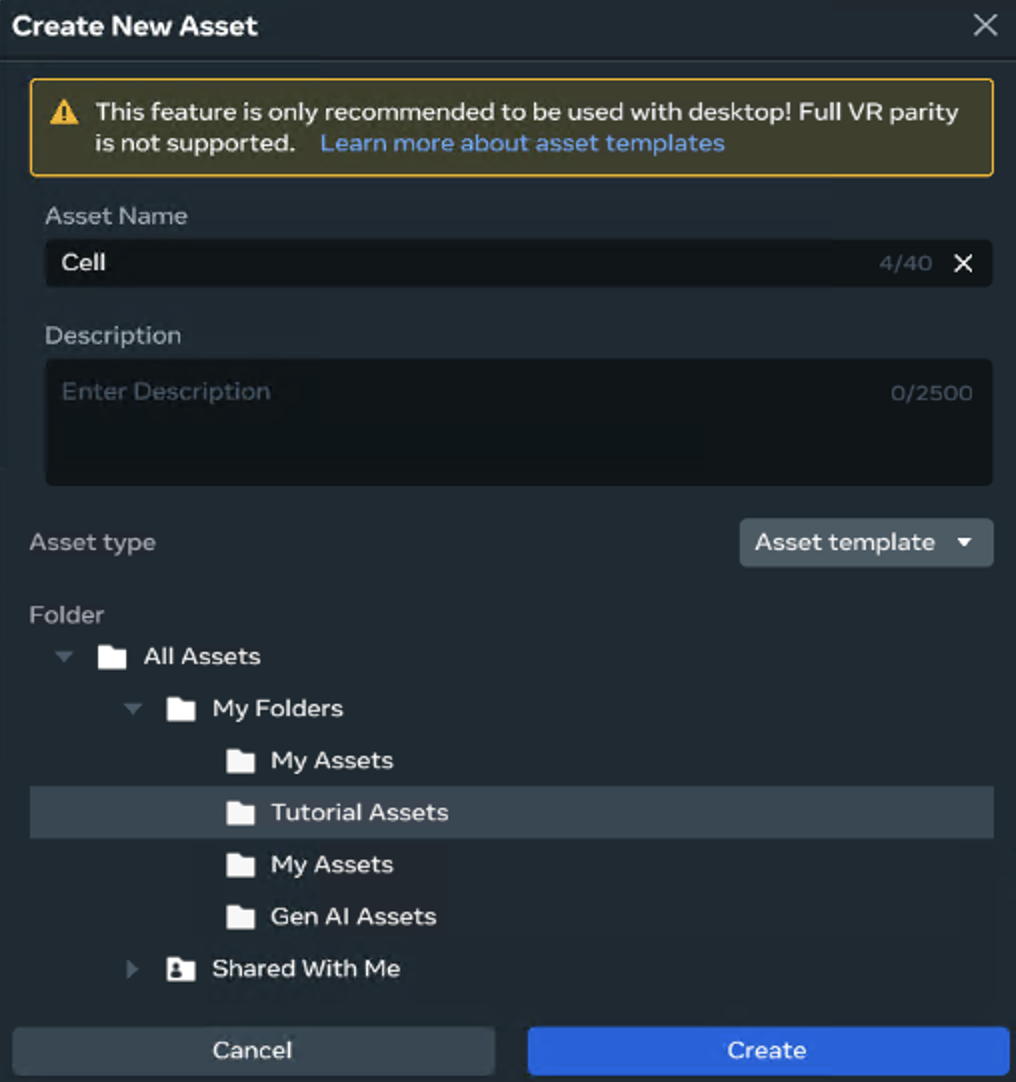 Create New Asset
This feature is only recommended to be used with desktop! Full VR parity
is not supported. Learn more about asset templates
Asset Name
Cell 4/40
Description
Enter Description 0/2500
Asset type Asset template
Folder
All Assets
My Folders
My Assets
Tutorial Assets
My Assets
Gen AI Assets
Shared With Me
Cancel Create